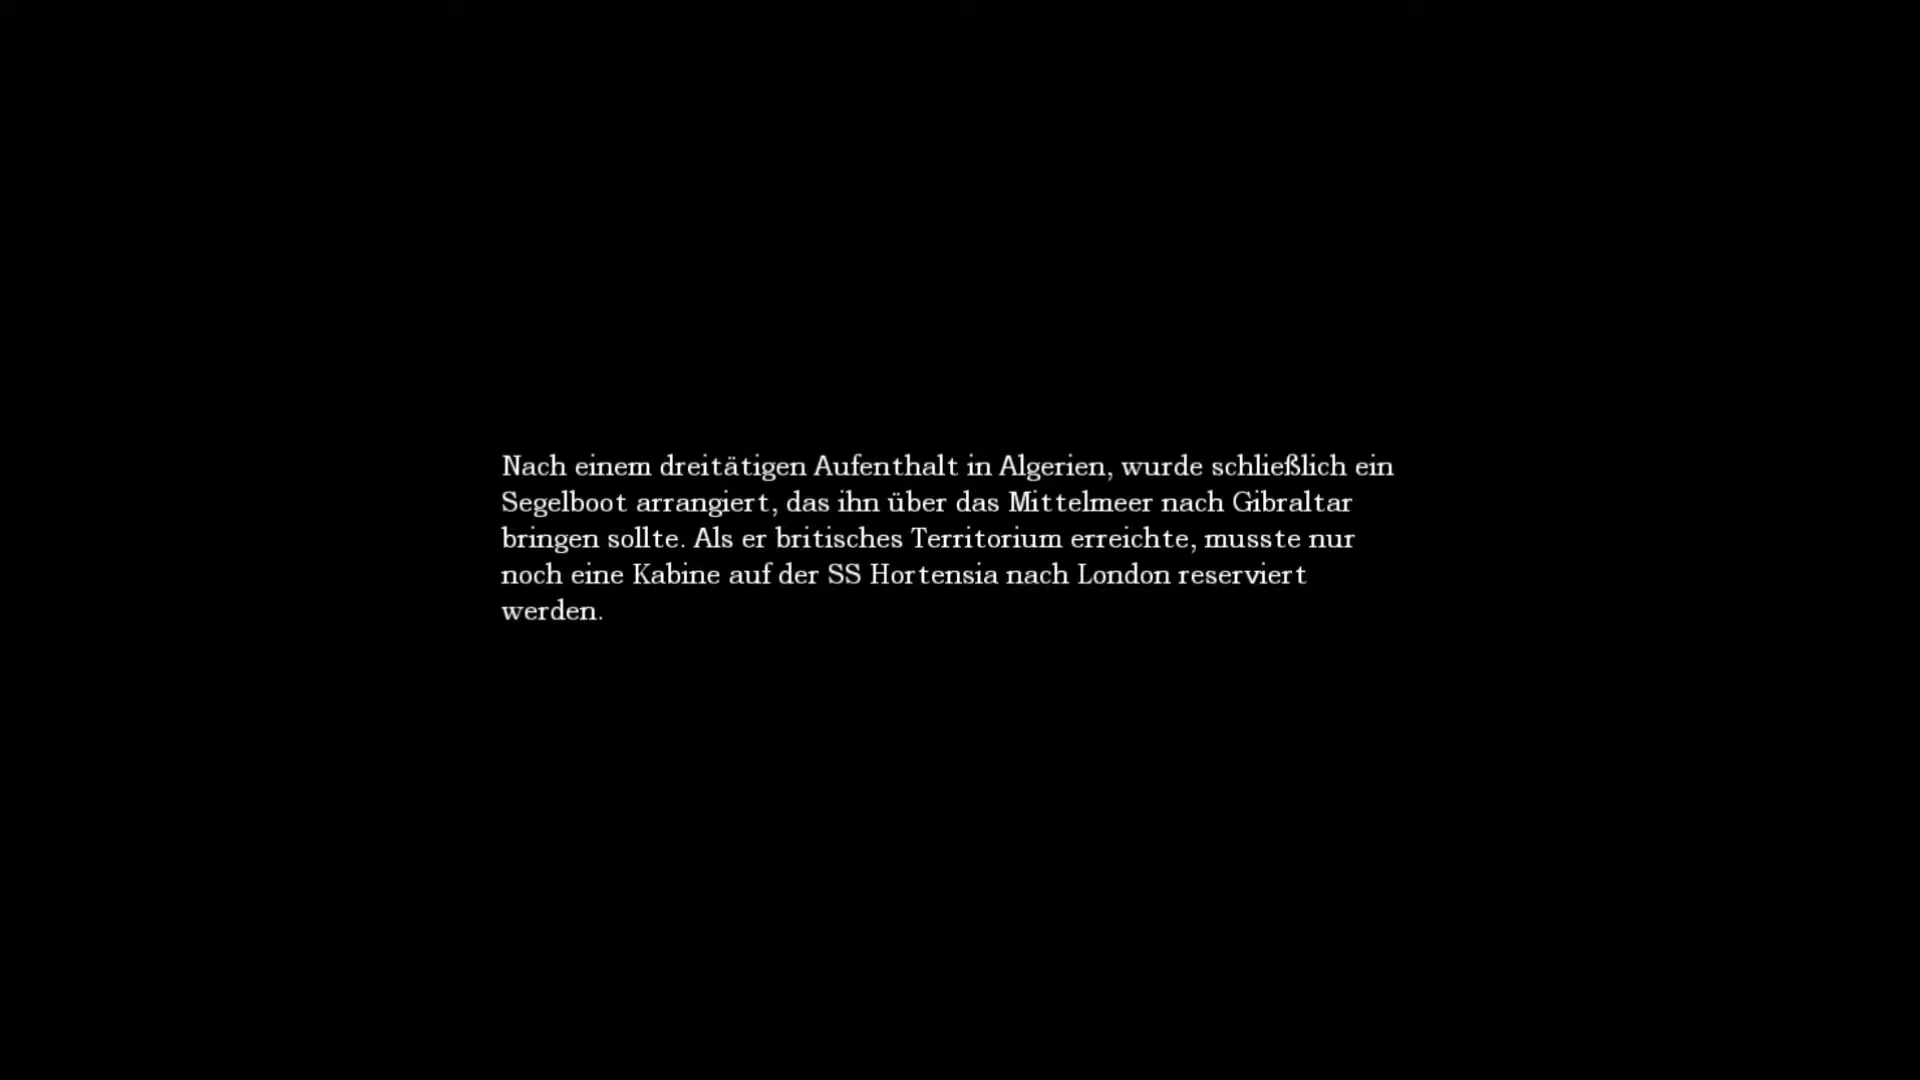 Nach einem dreitätigen Aufenthalt in Algerien, wurde schließlich ein
Segelboot arrangiert, das ihn über das Mittelmeer nach Gibraltar
bringen sollte. Als er britisches Territorium erreichte, musste nur
noch eine Kabine auf der SS Hortensia nach London reserviert
werden.